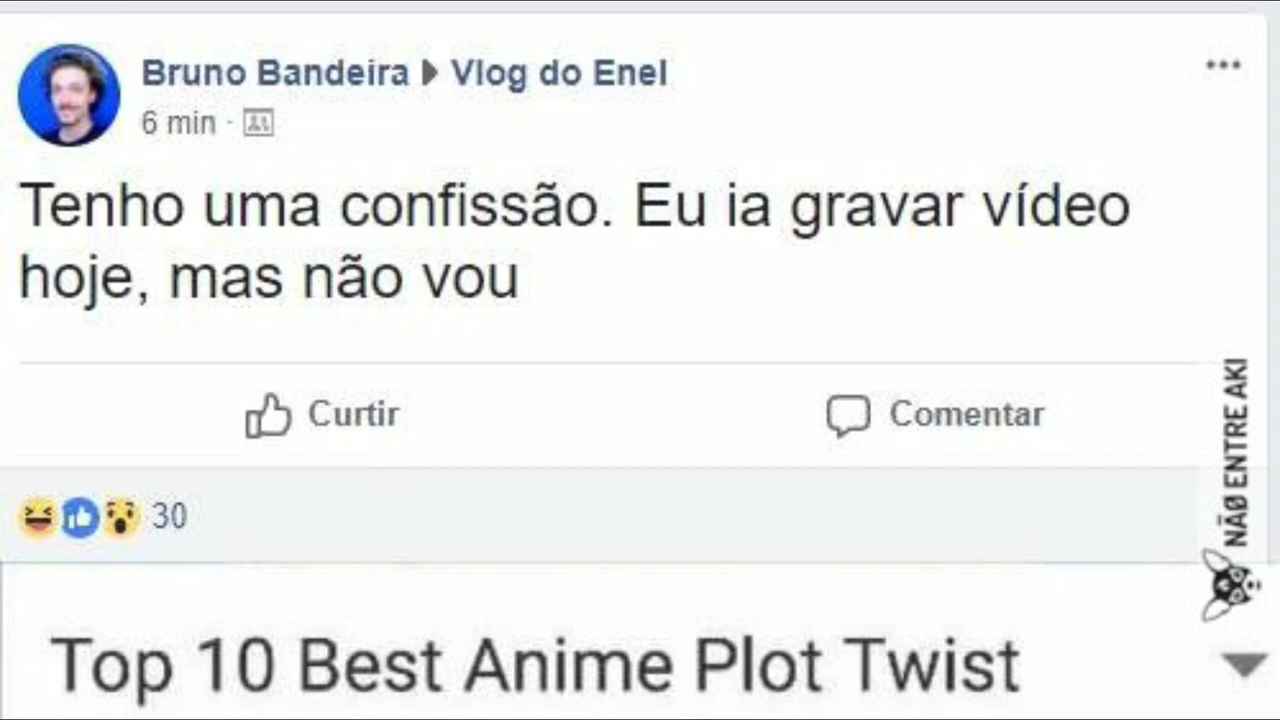 Bruno Bandeira ▶ Vlog do Enel
6 min ·
Tenho uma confissão. Eu ia gravar vídeo
hoje, mas não vou
Curtir
Comentar
30
NÃØ ENTRE AKI
Top 10 Best Anime Plot Twist